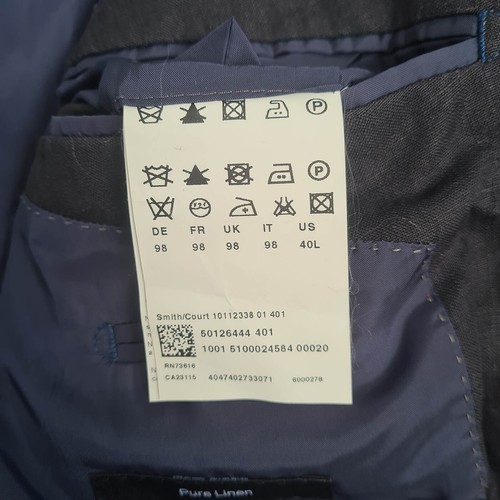 DE FR UK IT US
98 98 98 98 40L
Smith/Court 10112338 01 401
50126444 401
1001 5100024584 00020
RN73616
CA23115 4047402733071 8000278
Pure Linen